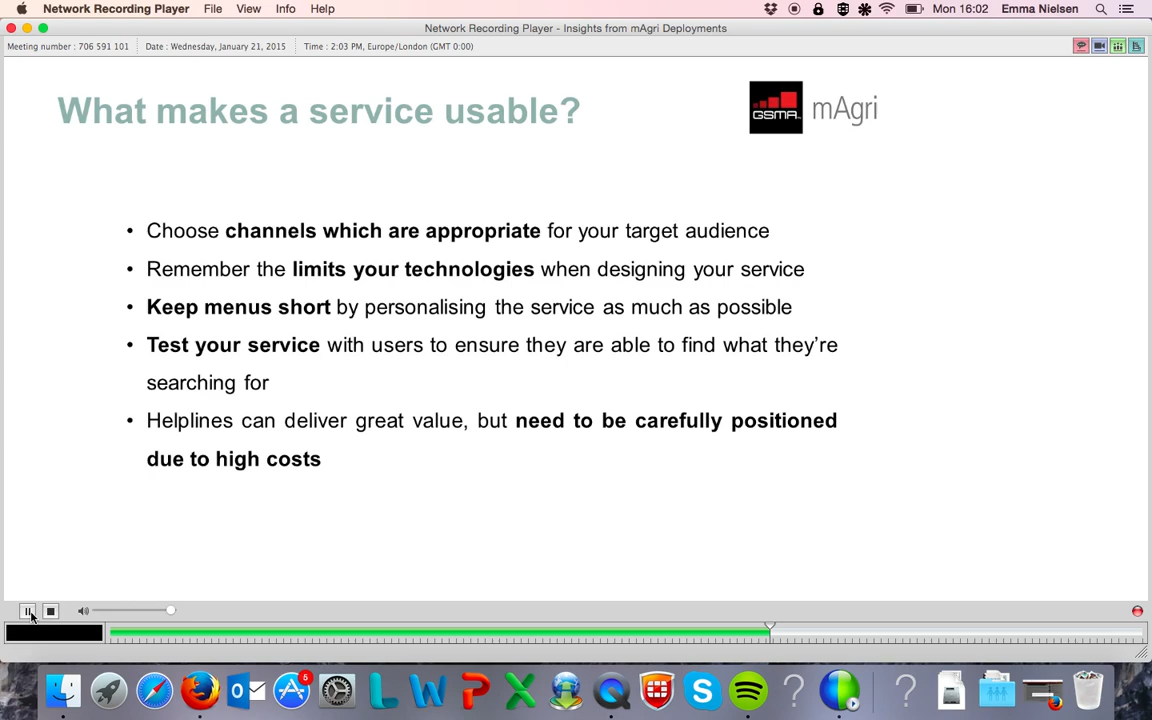 Network Recording Player File View Info Help Mon 16:02 Emma Nielsen
Network Recording Player - Insights from mAgri Deployments
Meeting number : 706 591 101 Date : Wednesday, January 21, 2015 Time : 2:03 PM, Europe/London (GMT 0:00)
What makes a service usable?
GSMA
mAgri
• Choose channels which are appropriate for your target audience
• Remember the limits your technologies when designing your service
• Keep menus short by personalising the service as much as possible
• Test your service with users to ensure they are able to find what they're
searching for
• Helplines can deliver great value, but need to be carefully positioned
due to high costs
5